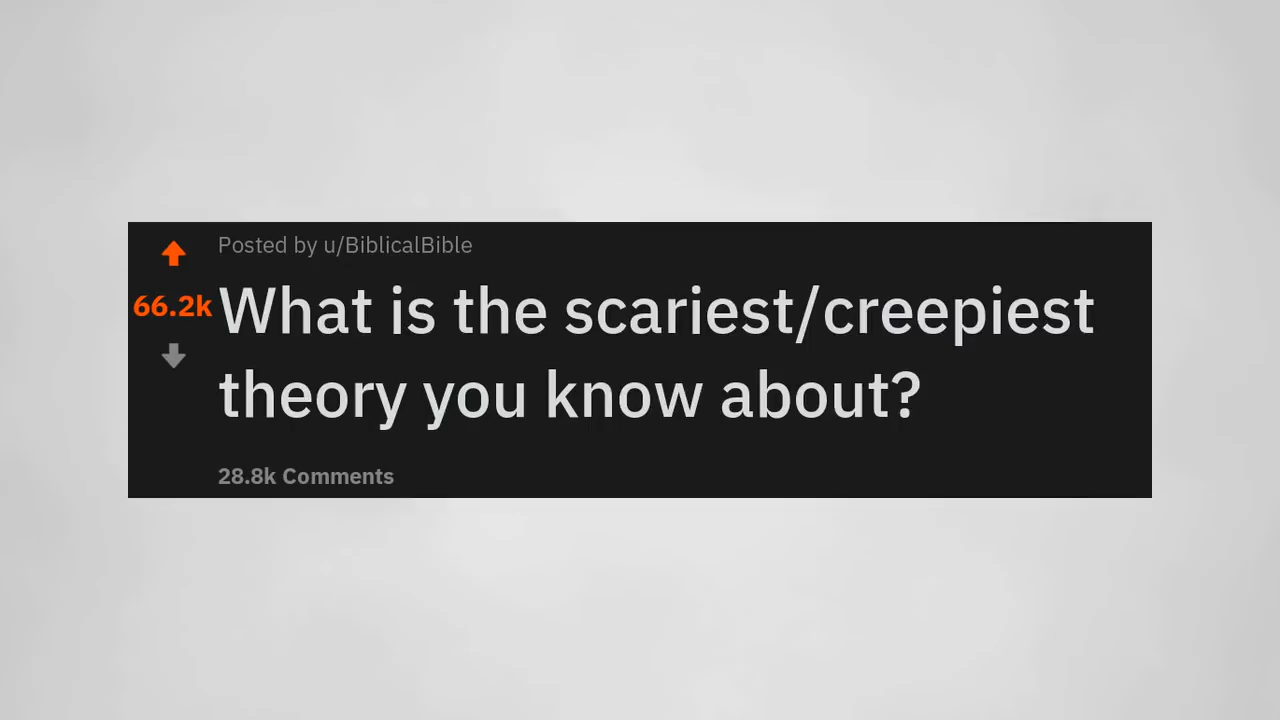 Posted by u/BiblicalBible
66.2k
What is the scariest/creepiest
theory you know about?
28.8k Comments